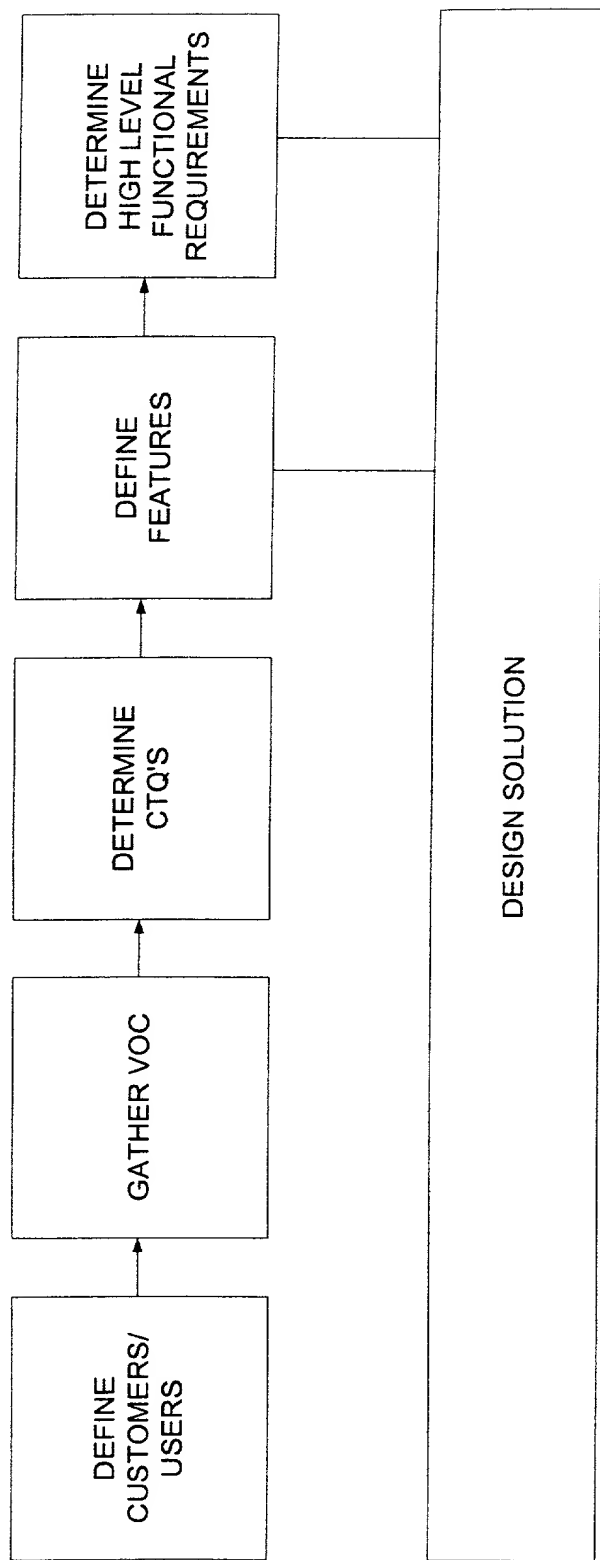 DEFINE
CUSTOMERS/
USERS
GATHER VOC
DETERMINE
CTQ'S
DEFINE
FEATURES
DETERMINE
HIGH LEVEL
FUNCTIONAL
REQUIREMENTS
DESIGN SOLUTION